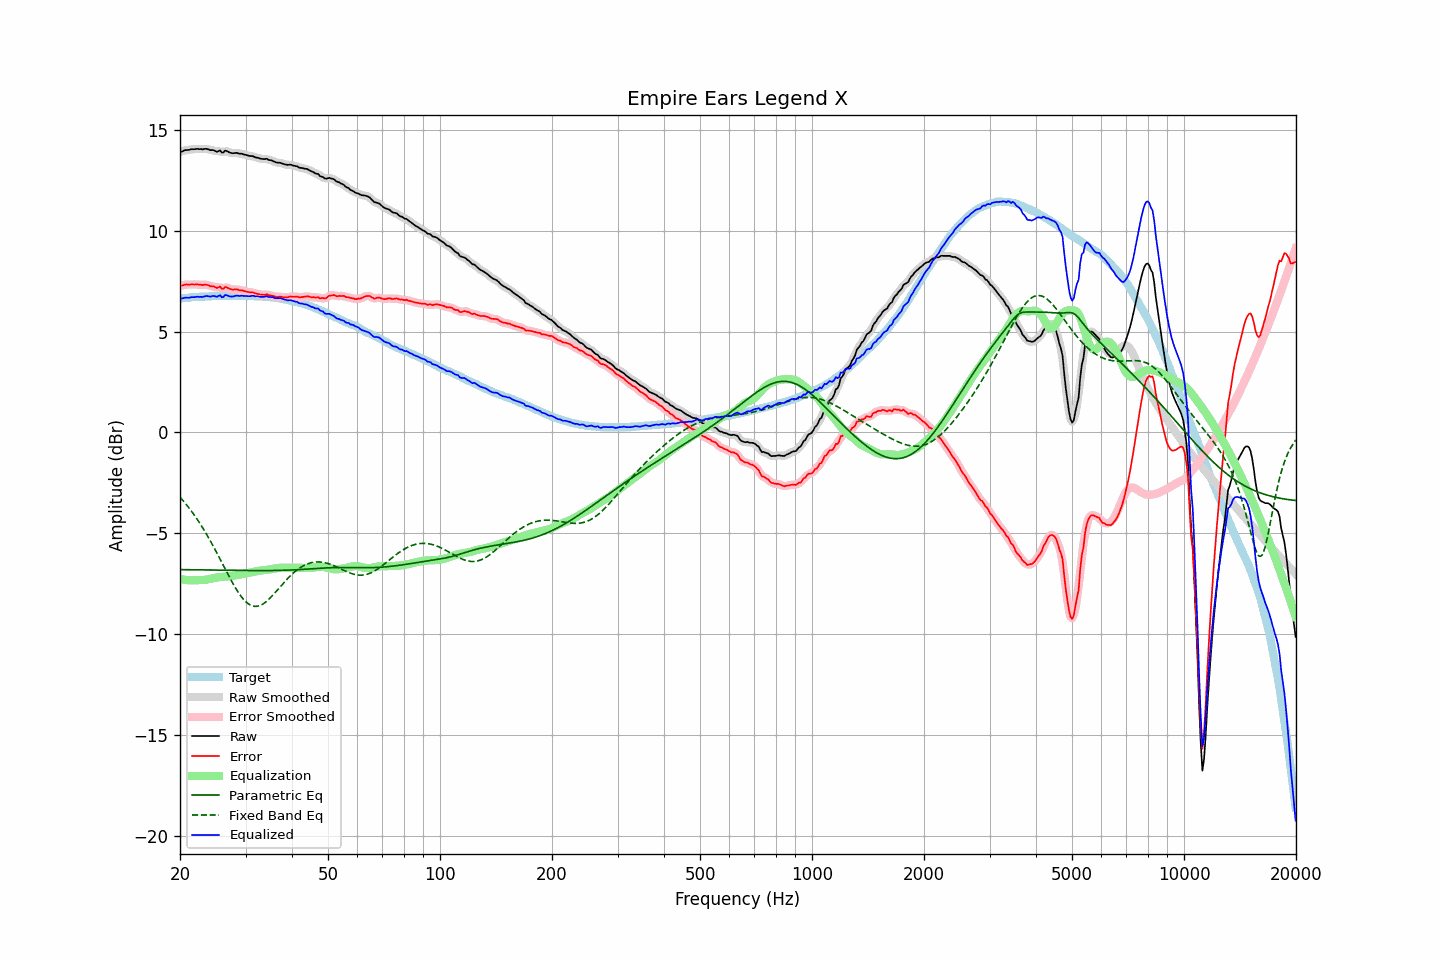 Empire Ears Legend X
15
10
5
0
−5
−10
−15
−20
Amplitude (dBr)
Target
Raw Smoothed
Error Smoothed
Raw
Error
Equalization
Parametric Eq
Fixed Band Eq
Equalized
20 50 100 200 500 1000 2000 5000 10000 20000
Frequency (Hz)